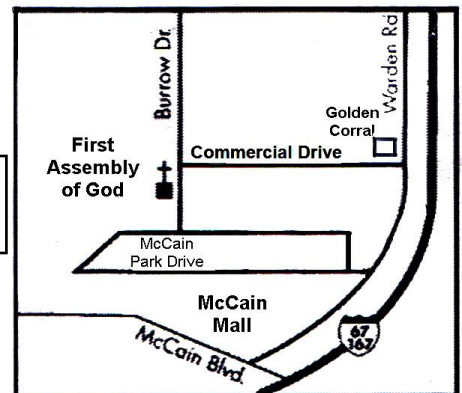 Burrow Dr.
Warden Rd
Golden
Corral
First
Assembly
of God
Commercial Drive
McCain
Park Drive
McCain
Mall
McCain Blvd.
67
167